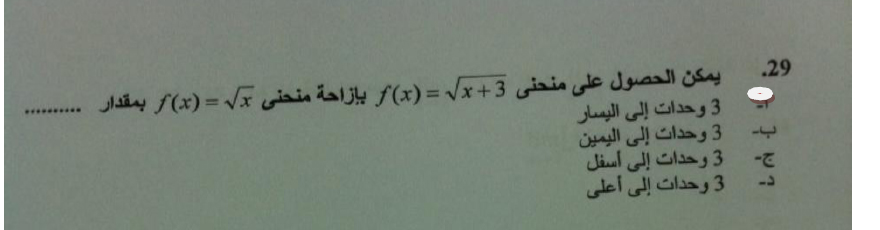 29. يمكن الحصول على منحنى f(x) = √x+3 بإزاحة منحنى f(x) = √x بمقدار ..........
أ- 3 وحدات إلى اليسار
ب- 3 وحدات إلى اليمين
ج- 3 وحدات إلى أسفل
د- 3 وحدات إلى أعلى